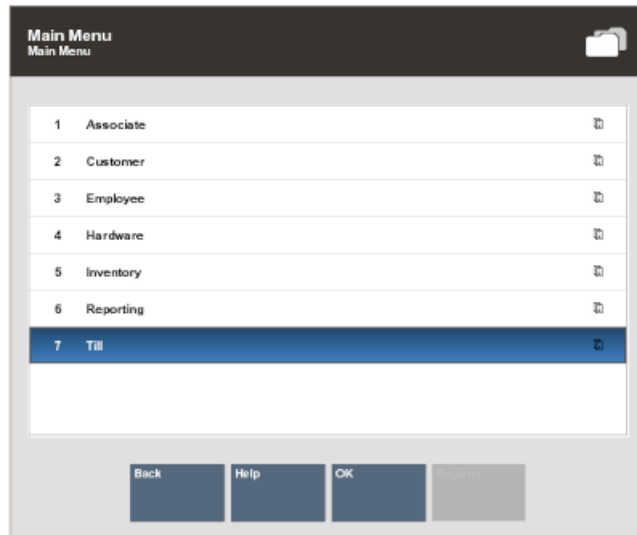 Main Menu
Main Menu
1 Associate
2 Customer
3 Employee
4 Hardware
5 Inventory
6 Reporting
7 Till
Back Help OK Register